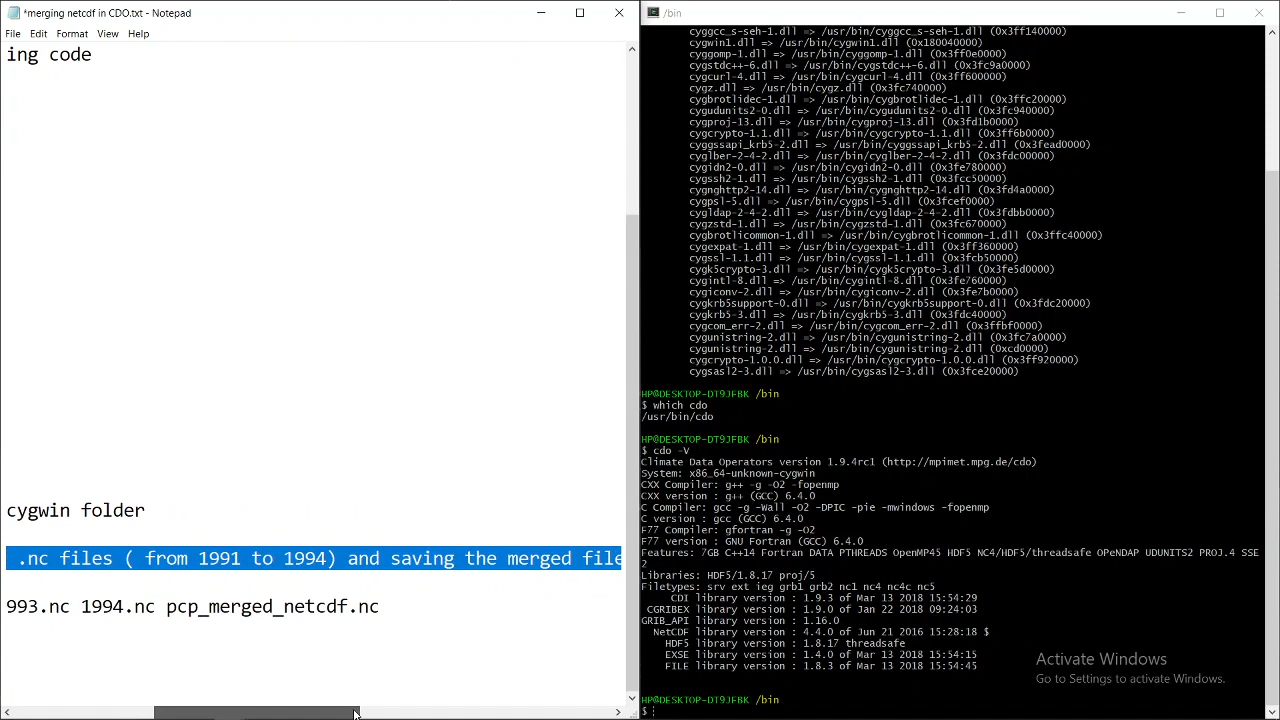 *merging netcdf in CDO.txt - Notepad
File Edit Format View Help
ing code
cygwin folder
.nc files ( from 1991 to 1994) and saving the merged file
993.nc 1994.nc pcp_merged_netcdf.nc
/bin
cyggcc_s-seh-1.dll => /usr/bin/cyggcc_s-seh-1.dll (0x3ff140000)
cygwin1.dll => /usr/bin/cygwin1.dll (0x180040000)
cyggomp-1.dll => /usr/bin/cyggomp-1.dll (0x3ff0e0000)
cygstdc++-6.dll => /usr/bin/cygstdc++-6.dll (0x3fc9a0000)
cygcurl-4.dll => /usr/bin/cygcurl-4.dll (0x3ff600000)
cygz.dll => /usr/bin/cygz.dll (0x3fc740000)
cygbrotlidec-1.dll => /usr/bin/cygbrotlidec-1.dll (0x3ffc20000)
cygudunits2-0.dll => /usr/bin/cygudunits2-0.dll (0x3fc940000)
cygproj-13.dll => /usr/bin/cygproj-13.dll (0x3fd1b0000)
cygcrypto-1.1.dll => /usr/bin/cygcrypto-1.1.dll (0x3ff6b0000)
cyggssapi_krb5-2.dll => /usr/bin/cyggssapi_krb5-2.dll (0x3fead0000)
cyglber-2-4-2.dll => /usr/bin/cyglber-2-4-2.dll (0x3fdc00000)
cygidn2-0.dll => /usr/bin/cygidn2-0.dll (0x3fe780000)
cygssh2-1.dll => /usr/bin/cygssh2-1.dll (0x3fcc50000)
cygnghttp2-14.dll => /usr/bin/cygnghttp2-14.dll (0x3fd4a0000)
cygpsl-5.dll => /usr/bin/cygpsl-5.dll (0x3fcef0000)
cygldap-2-4-2.dll => /usr/bin/cygldap-2-4-2.dll (0x3fdbb0000)
cygzstd-1.dll => /usr/bin/cygzstd-1.dll (0x3fc670000)
cygbrotlicommon-1.dll => /usr/bin/cygbrotlicommon-1.dll (0x3ffc40000)
cygexpat-1.dll => /usr/bin/cygexpat-1.dll (0x3ff360000)
cygssl-1.1.dll => /usr/bin/cygssl-1.1.dll (0x3fcb50000)
cygk5crypto-3.dll => /usr/bin/cygk5crypto-3.dll (0x3fe5d0000)
cygintl-8.dll => /usr/bin/cygintl-8.dll (0x3fe760000)
cygiconv-2.dll => /usr/bin/cygiconv-2.dll (0x3fe7b0000)
cygkrb5support-0.dll => /usr/bin/cygkrb5support-0.dll (0x3fdc20000)
cygkrb5-3.dll => /usr/bin/cygkrb5-3.dll (0x3fdc40000)
cygcom_err-2.dll => /usr/bin/cygcom_err-2.dll (0x3ffbf0000)
cygunistring-2.dll => /usr/bin/cygunistring-2.dll (0x3fc7a0000)
cygunistring-2.dll => /usr/bin/cygunistring-2.dll (0xcd0000)
cygcrypto-1.0.0.dll => /usr/bin/cygcrypto-1.0.0.dll (0x3ff920000)
cygsasl2-3.dll => /usr/bin/cygsasl2-3.dll (0x3fce20000)
HP@DESKTOP-DT9JFBK /bin
$ which cdo
/usr/bin/cdo
HP@DESKTOP-DT9JFBK /bin
$ cdo -V
Climate Data Operators version 1.9.4rc1 (http://mpimet.mpg.de/cdo)
System: x86_64-unknown-cygwin
CXX Compiler: g++ -g -O2 -fopenmp
CXX version : g++ (GCC) 6.4.0
C Compiler: gcc -g -Wall -O2 -DPIC -pie -mwindows -fopenmp
C version : gcc (GCC) 6.4.0
F77 Compiler: gfortran -g -O2
F77 version : GNU Fortran (GCC) 6.4.0
Features: 7GB C++14 Fortran DATA PTHREADS OpenMP45 HDF5 NC4/HDF5/threadsafe OPeNDAP UDUNITS2 PROJ.4 SSE
2
Libraries: HDF5/1.8.17 proj/5
Filetypes: srv ext ieg grb1 grb2 nc1 nc4 nc4c nc5
CDI library version : 1.9.3 of Mar 13 2018 15:54:29
CGRIBEX library version : 1.9.0 of Jan 22 2018 09:24:03
GRIB_API library version : 1.16.0
NetCDF library version : 4.4.0 of Jun 21 2016 15:28:18 $
HDF5 library version : 1.8.17 threadsafe
EXSE library version : 1.4.0 of Mar 13 2018 15:54:15
FILE library version : 1.8.3 of Mar 13 2018 15:54:45
HP@DESKTOP-DT9JFBK /bin
$
Activate Windows
Go to Settings to activate Windows.